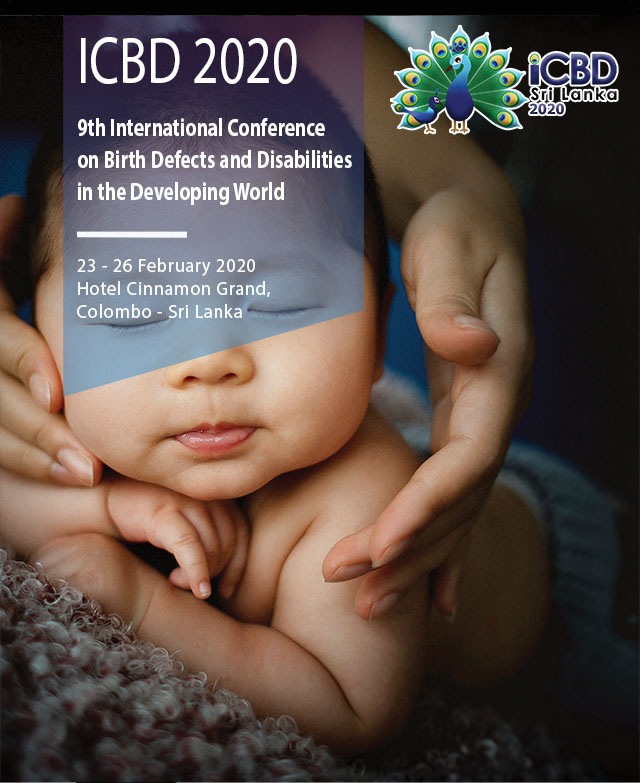 ICBD 2020
9th International Conference
on Birth Defects and Disabilities
in the Developing World
23 - 26 February 2020
Hotel Cinnamon Grand,
Colombo - Sri Lanka
iCBD
Sri Lanka
2020